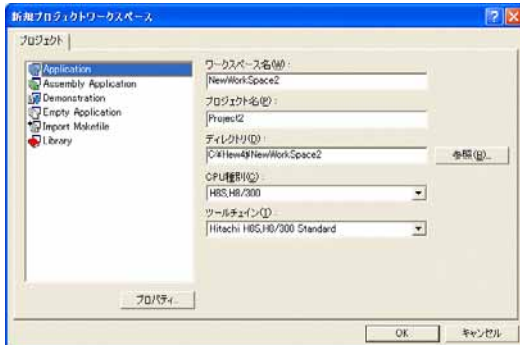 新規プロジェクトワークスペース
プロジェクト
Application
Assembly Application
Demonstration
Empty Application
Import Makefile
Library
プロパティ...
ワークスペース名(W) :
NewWorkSpace2
プロジェクト名(P) :
Project2
ディレクトリ(D) :
C:¥Hew4¥NewWorkSpace2
参照(B)...
CPU種別(C) :
H8S,H8/300
ツールチェイン(T) :
Hitachi H8S,H8/300 Standard
OK
キャンセル